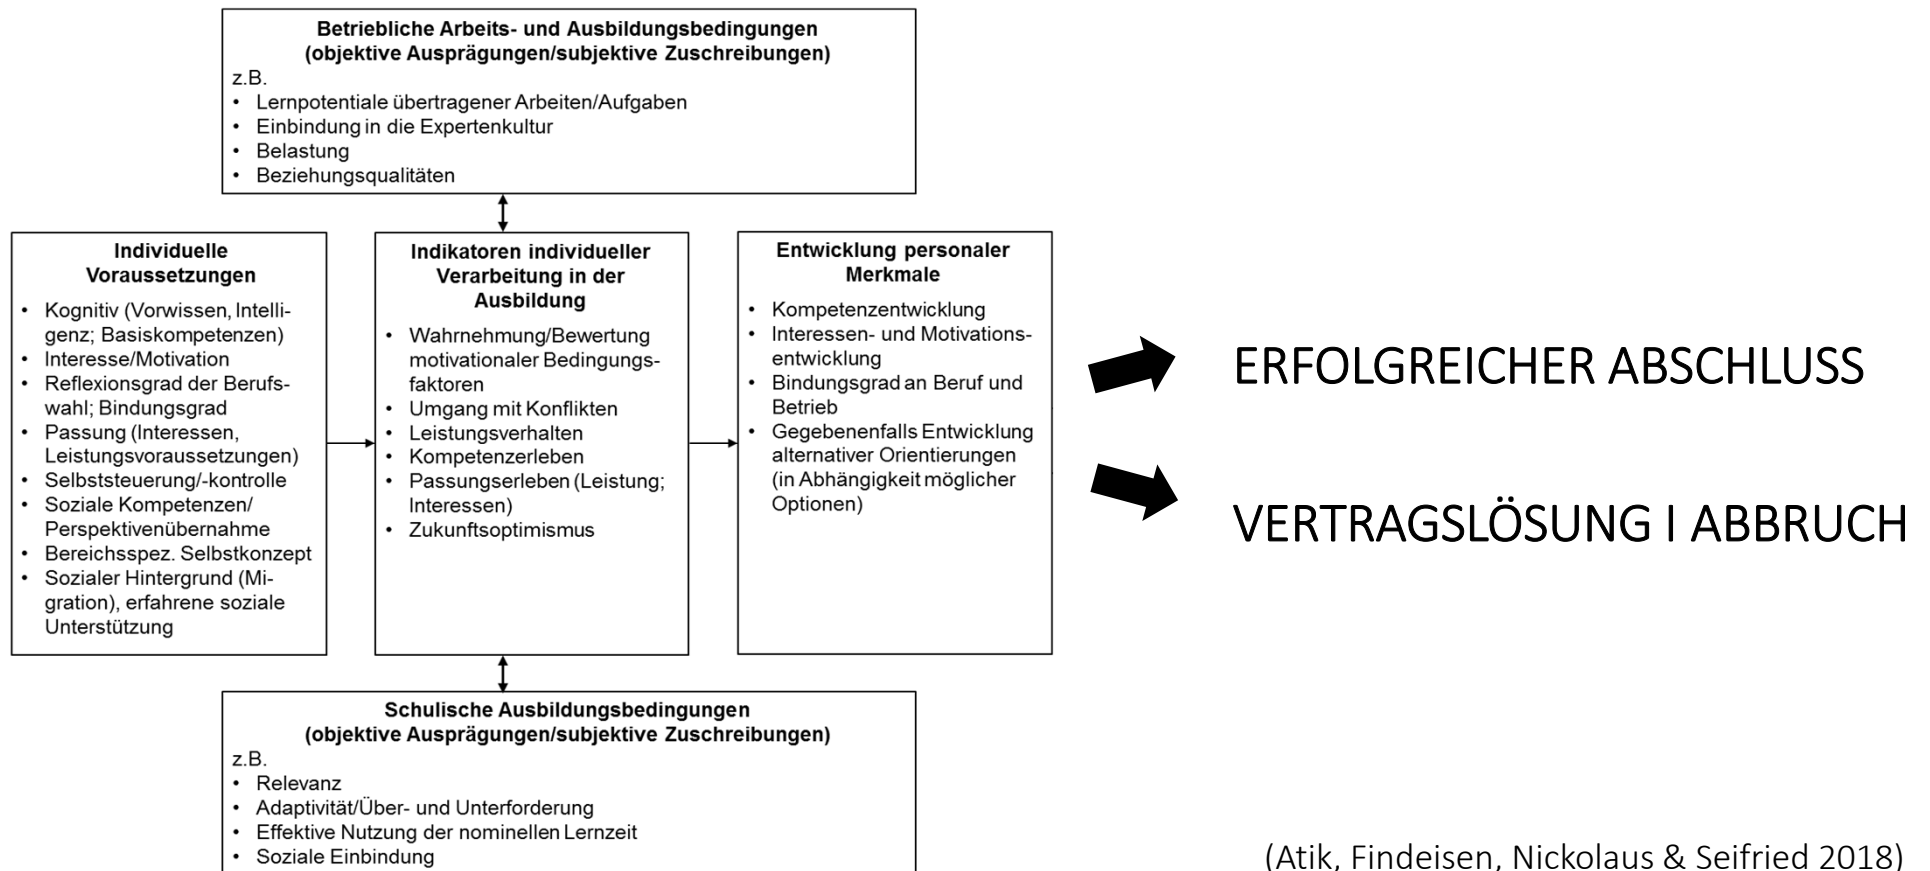 Betriebliche Arbeits- und Ausbildungsbedingungen
(objektive Ausprägungen/subjektive Zuschreibungen)
z.B.
• Lernpotentiale übertragener Arbeiten/Aufgaben
• Einbindung in die Expertenkultur
• Belastung
• Beziehungsqualitäten
Individuelle
Voraussetzungen
• Kognitiv (Vorwissen, Intelli-
genz; Basiskompetenzen)
• Interesse/Motivation
• Reflexionsgrad der Berufs-
wahl; Bindungsgrad
• Passung (Interessen,
Leistungsvoraussetzungen)
• Selbststeuerung/-kontrolle
• Soziale Kompetenzen/
Perspektivenübernahme
• Bereichsspez. Selbstkonzept
• Sozialer Hintergrund (Mi-
gration), erfahrene soziale
Unterstützung
Indikatoren individueller
Verarbeitung in der
Ausbildung
• Wahrnehmung/Bewertung
motivationaler Bedingungs-
faktoren
• Umgang mit Konflikten
• Leistungsverhalten
• Kompetenzerleben
• Passungserleben (Leistung;
Interessen)
• Zukunftsoptimismus
Entwicklung personaler
Merkmale
• Kompetenzentwicklung
• Interessen- und Motivations-
entwicklung
• Bindungsgrad an Beruf und
Betrieb
• Gegebenenfalls Entwicklung
alternativer Orientierungen
(in Abhängigkeit möglicher
Optionen)
ERFOLGREICHER ABSCHLUSS
VERTRAGSLÖSUNG I ABBRUCH
Schulische Ausbildungsbedingungen
(objektive Ausprägungen/subjektive Zuschreibungen)
z.B.
• Relevanz
• Adaptivität/Über- und Unterforderung
• Effektive Nutzung der nominellen Lernzeit
• Soziale Einbindung
(Atik, Findeisen, Nickolaus & Seifried 2018)